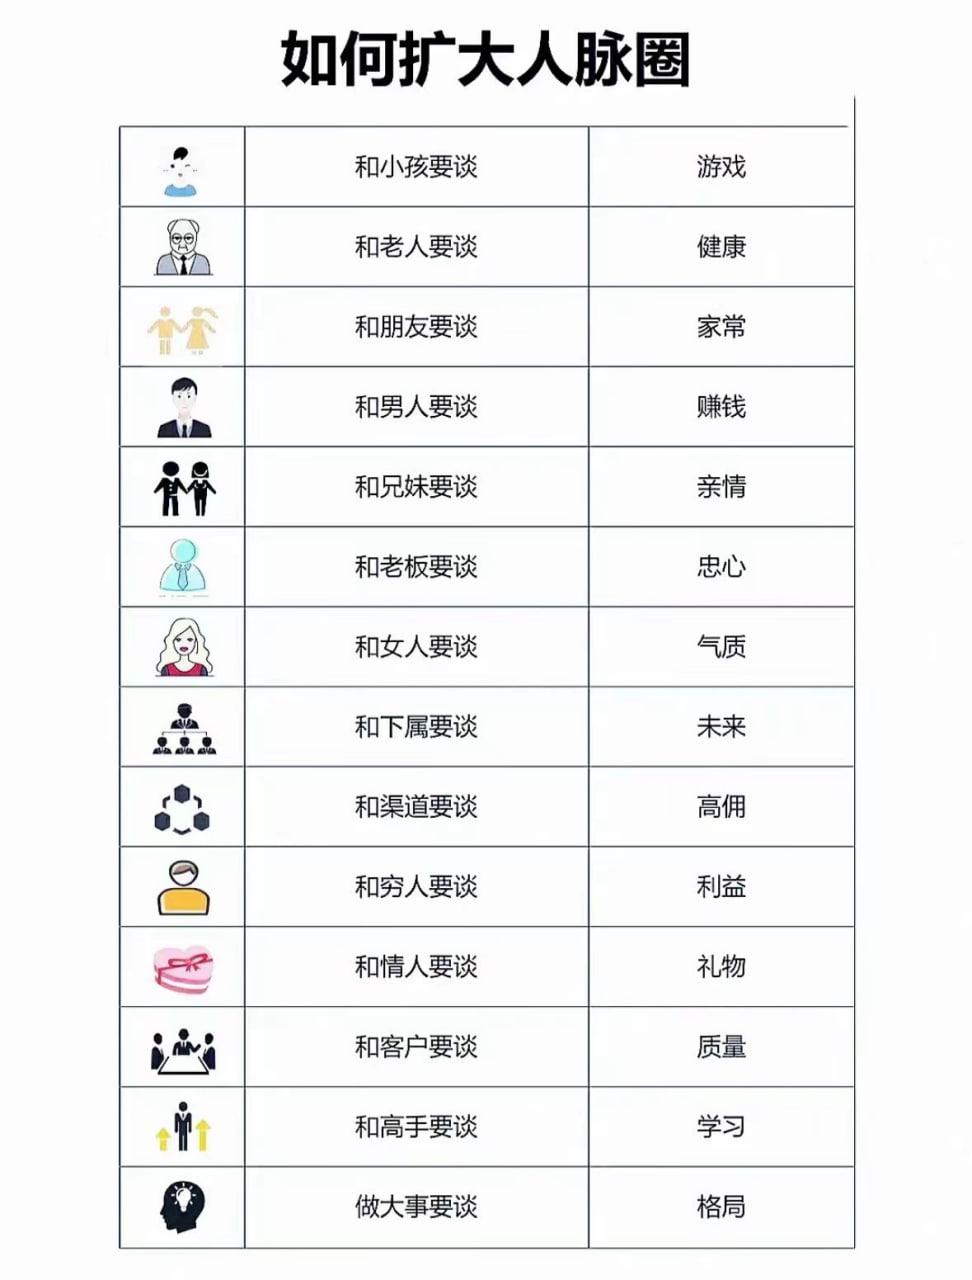 如何扩大人脉圈
和小孩要谈 游戏
和老人要谈 健康
和朋友要谈 家常
和男人要谈 赚钱
和兄妹要谈 亲情
和老板要谈 忠心
和女人要谈 气质
和下属要谈 未来
和渠道要谈 高佣
和穷人要谈 利益
和情人要谈 礼物
和客户要谈 质量
和高手要谈 学习
做大事要谈 格局